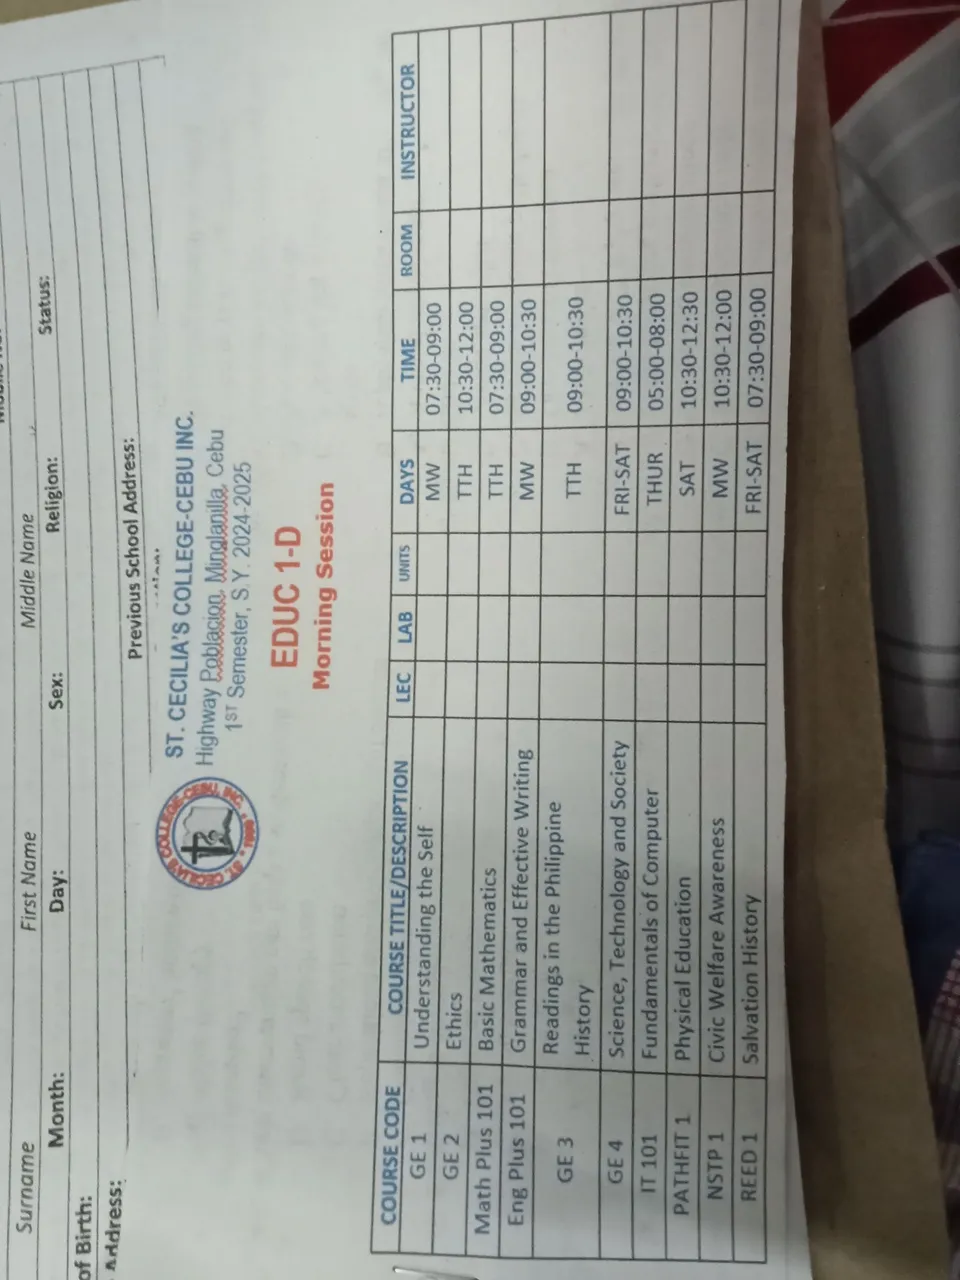 Surname First Name Middle Name
Month: Day: Sex: Religion: Status:
of Birth:
Address:
Previous School Address:
ST. CECILIA'S COLLEGE-CEBU INC.
Highway Poblacion, Minglanilla, Cebu
1ST Semester, S.Y. 2024-2025
EDUC 1-D
Morning Session
COURSE CODE COURSE TITLE/DESCRIPTION LEC LAB UNITS DAYS TIME ROOM INSTRUCTOR
GE 1 Understanding the Self MW 07:30-09:00
GE 2 Ethics TTH 10:30-12:00
Math Plus 101 Basic Mathematics TTH 07:30-09:00
Eng Plus 101 Grammar and Effective Writing MW 09:00-10:30
GE 3 Readings in the Philippine History TTH 09:00-10:30
GE 4 Science, Technology and Society FRI-SAT 09:00-10:30
IT 101 Fundamentals of Computer THUR 05:00-08:00
PATHFIT 1 Physical Education SAT 10:30-12:30
NSTP 1 Civic Welfare Awareness MW 10:30-12:00
REED 1 Salvation History FRI-SAT 07:30-09:00